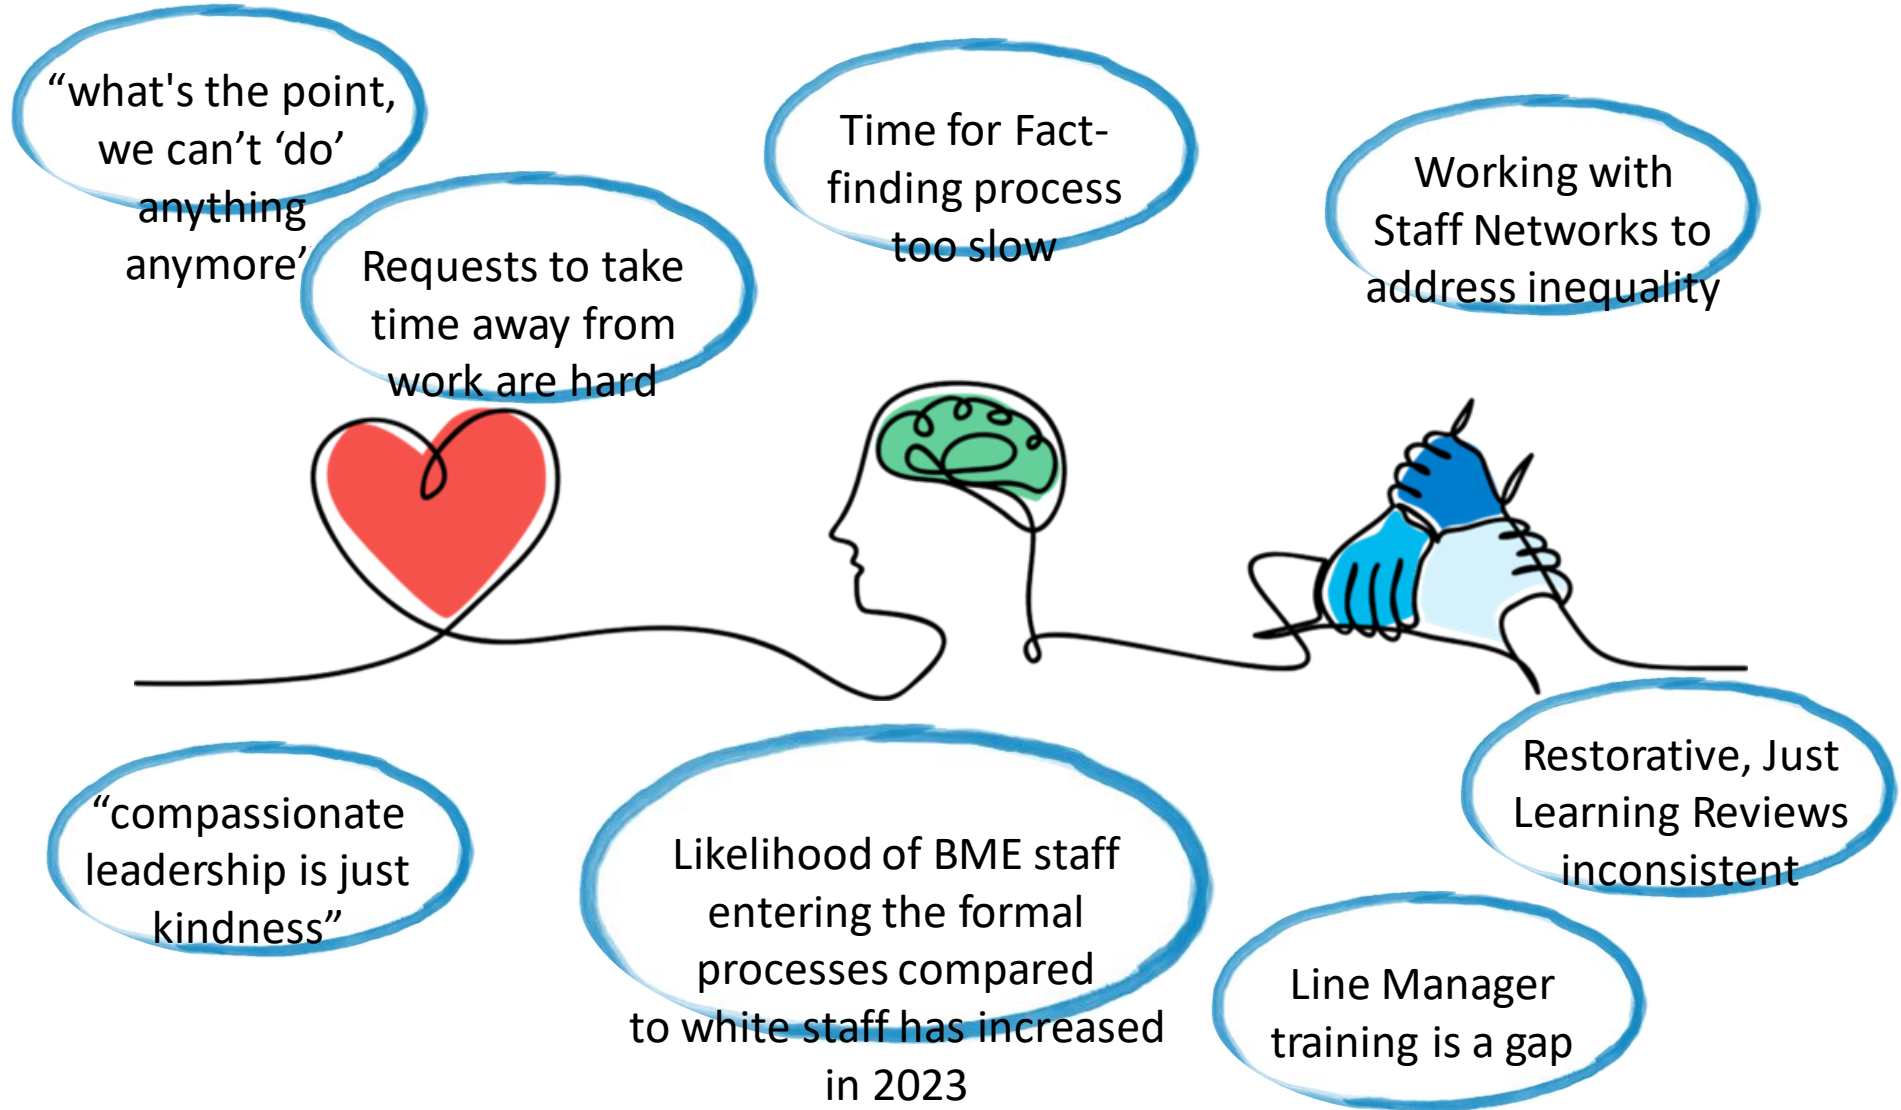 “what's the point,
we can’t ‘do’
anything
anymore”
Requests to take
time away from
work are hard
Time for Fact-
finding process
too slow
Working with
Staff Networks to
address inequality
“compassionate
leadership is just
kindness”
Likelihood of BME staff
entering the formal
processes compared
to white staff has increased
in 2023
Restorative, Just
Learning Reviews
inconsistent
Line Manager
training is a gap